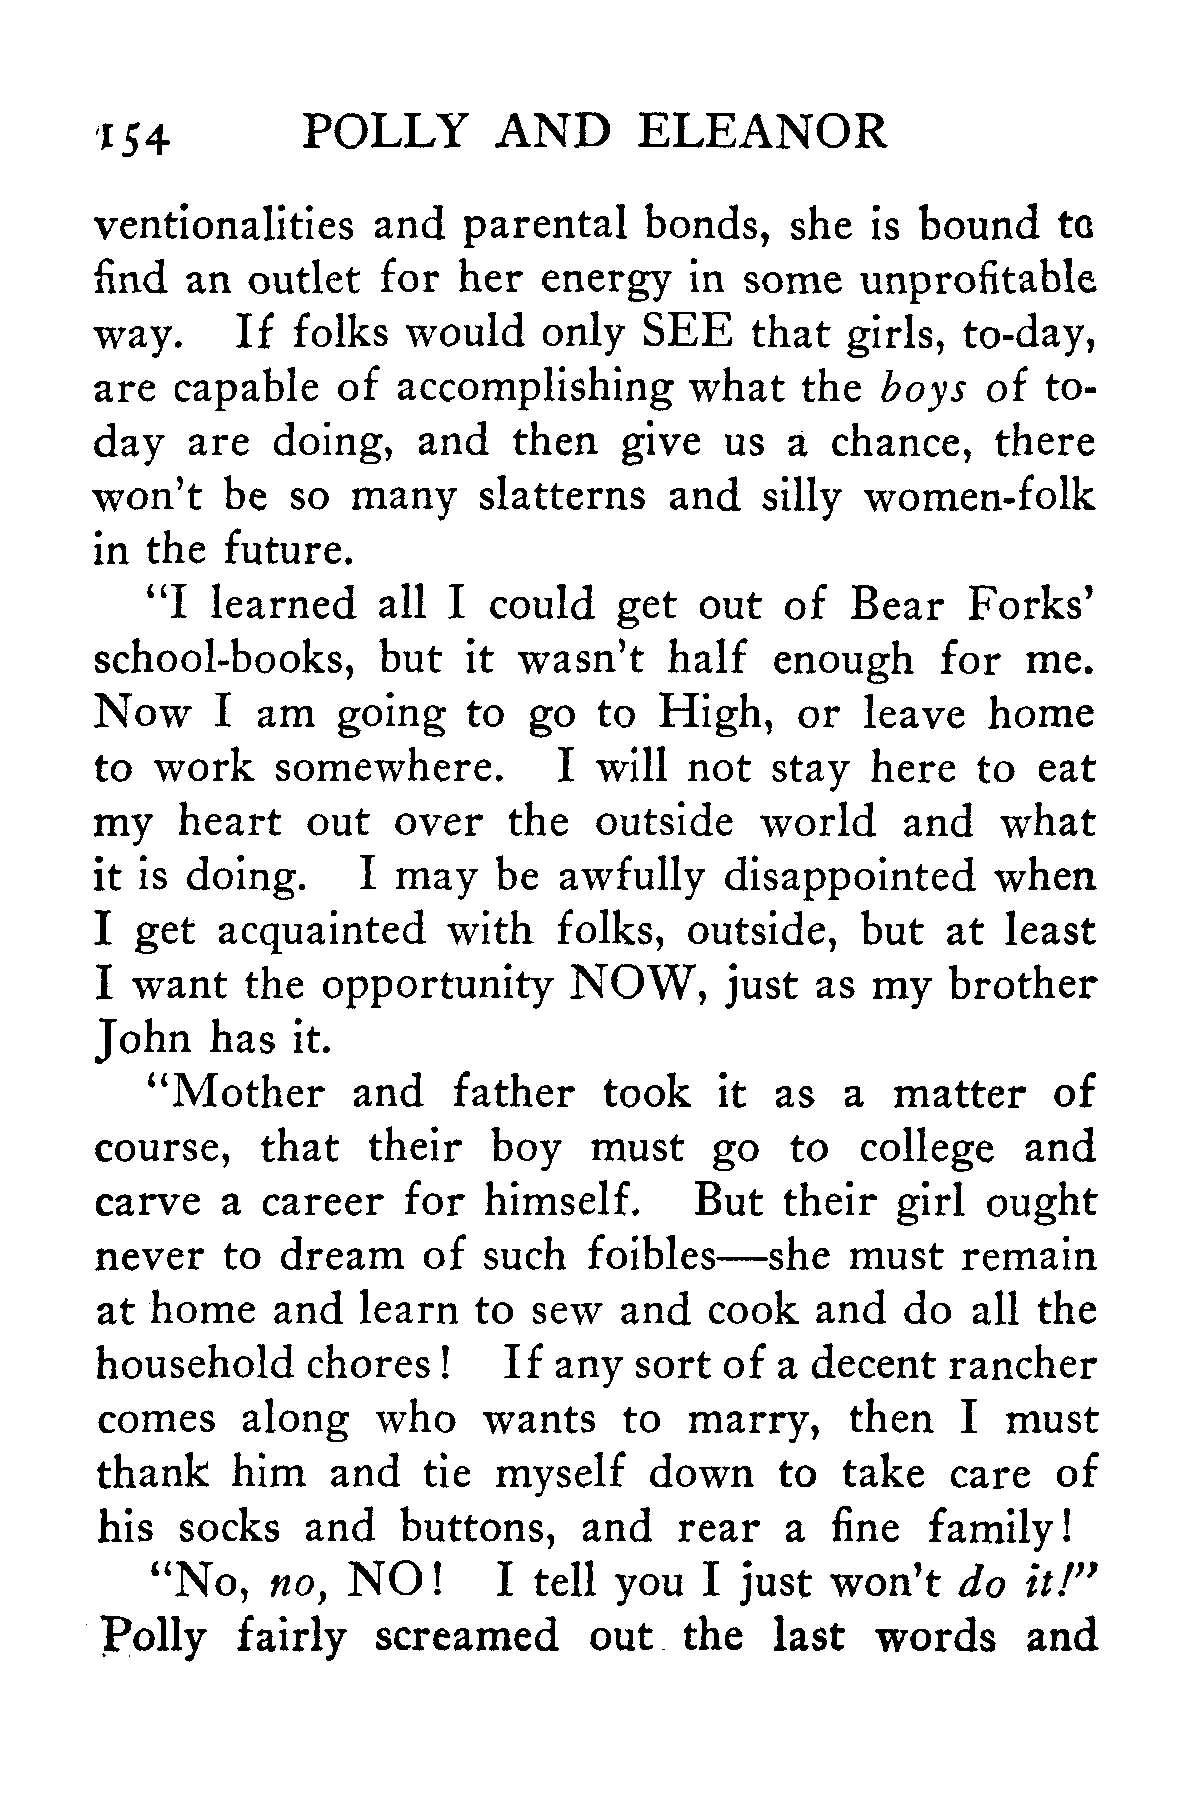 154 POLLY AND ELEANOR
ventionalities and parental bonds, she is bound to
find an outlet for her energy in some unprofitable
way. If folks would only SEE that girls, to-day,
are capable of accomplishing what the boys of to-
day are doing, and then give us a chance, there
won't be so many slatterns and silly women-folk
in the future.
"I learned all I could get out of Bear Forks'
school-books, but it wasn't half enough for me.
Now I am going to go to High, or leave home
to work somewhere. I will not stay here to eat
my heart out over the outside world and what
it is doing. I may be awfully disappointed when
I get acquainted with folks, outside, but at least
I want the opportunity NOW, just as my brother
John has it.
"Mother and father took it as a matter of
course, that their boy must go to college and
carve a career for himself. But their girl ought
never to dream of such foibles—she must remain
at home and learn to sew and cook and do all the
household chores! If any sort of a decent rancher
comes along who wants to marry, then I must
thank him and tie myself down to take care of
his socks and buttons, and rear a fine family!
"No, no, NO! I tell you I just won't do it!"
Polly fairly screamed out the last words and